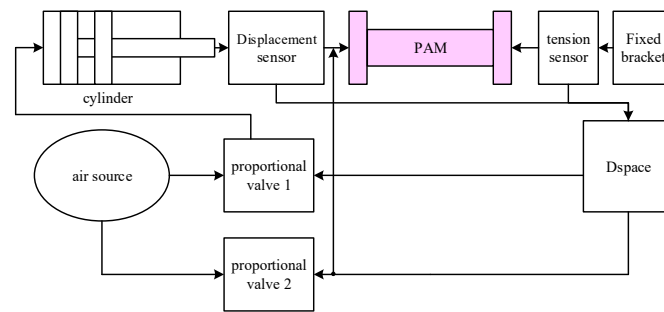 Displacement
sensor
PAM
tension
sensor
Fixed
bracket
cylinder
air source
proportional
valve 1
Dspace
proportional
valve 2